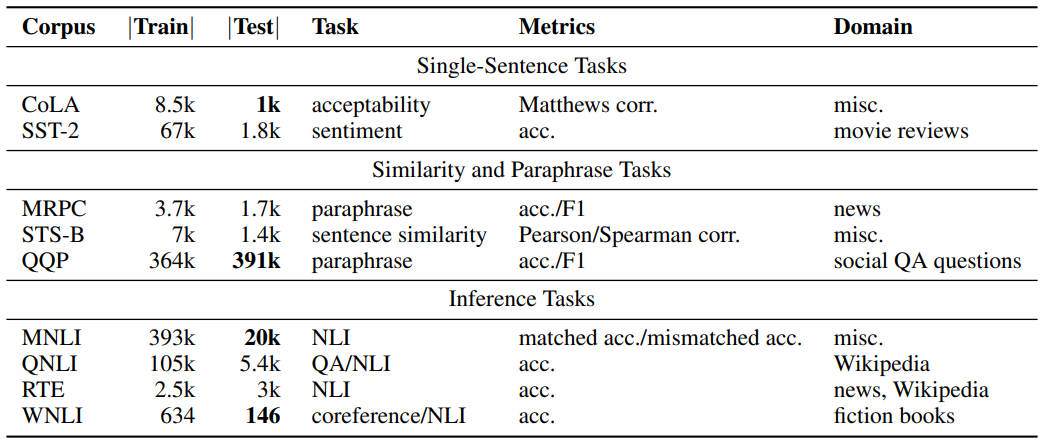 Corpus |Train| |Test| Task Metrics Domain
Single-Sentence Tasks
CoLA 8.5k 1k acceptability Matthews corr. misc.
SST-2 67k 1.8k sentiment acc. movie reviews
Similarity and Paraphrase Tasks
MRPC 3.7k 1.7k paraphrase acc./F1 news
STS-B 7k 1.4k sentence similarity Pearson/Spearman corr. misc.
QQP 364k 391k paraphrase acc./F1 social QA questions
Inference Tasks
MNLI 393k 20k NLI matched acc./mismatched acc. misc.
QNLI 105k 5.4k QA/NLI acc. Wikipedia
RTE 2.5k 3k NLI acc. news, Wikipedia
WNLI 634 146 coreference/NLI acc. fiction books